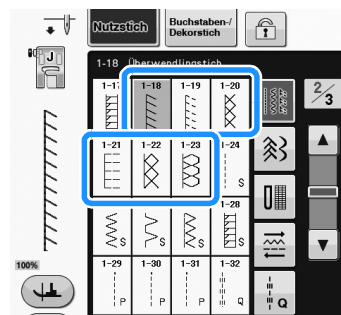 Nutzstich
Buchstaben-/
Dekorstich
J
1-18 Überwendlingstich
1-17 1-18 1-19 1-20
2/3
1-21 1-22 1-23 1-24
S
1-28
S S S S
1-29 1-30 1-31 1-32
P P P Q
Q
100%